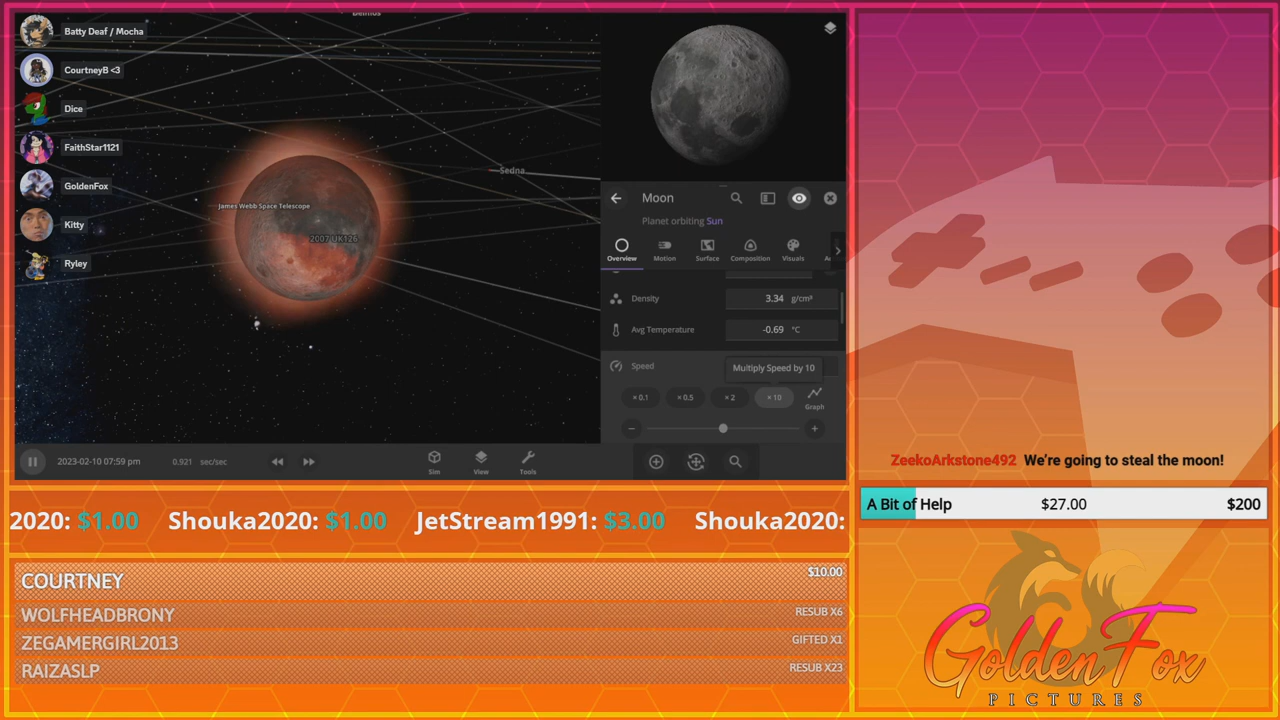 Batty Deaf / Mocha
CourtneyB <3
Dice
FaithStar1121
GoldenFox
Kitty
Ryley
Sedna
James Webb Space Telescope
2007 UK126
Moon
Planet orbiting Sun
Overview
Motion
Surface
Composition
Visuals
Density
3.34 g/cm³
Avg Temperature
-0.69 °C
Speed
Multiply Speed by 10
× 0.1
× 0.5
× 2
× 10
Graph
2023-02-10 07:59 pm
0.921 sec/sec
Sim
View
Tools
ZeekoArkstone492 We're going to steal the moon!
A Bit of Help $27.00 $200
2020: $1.00 Shouka2020: $1.00 JetStream1991: $3.00 Shouka2020:
COURTNEY $10.00
WOLFHEADBRONY RESUB X6
ZEGAMERGIRL2013 GIFTED X1
RAIZASLP RESUB X23
GoldenFox
PICTURES